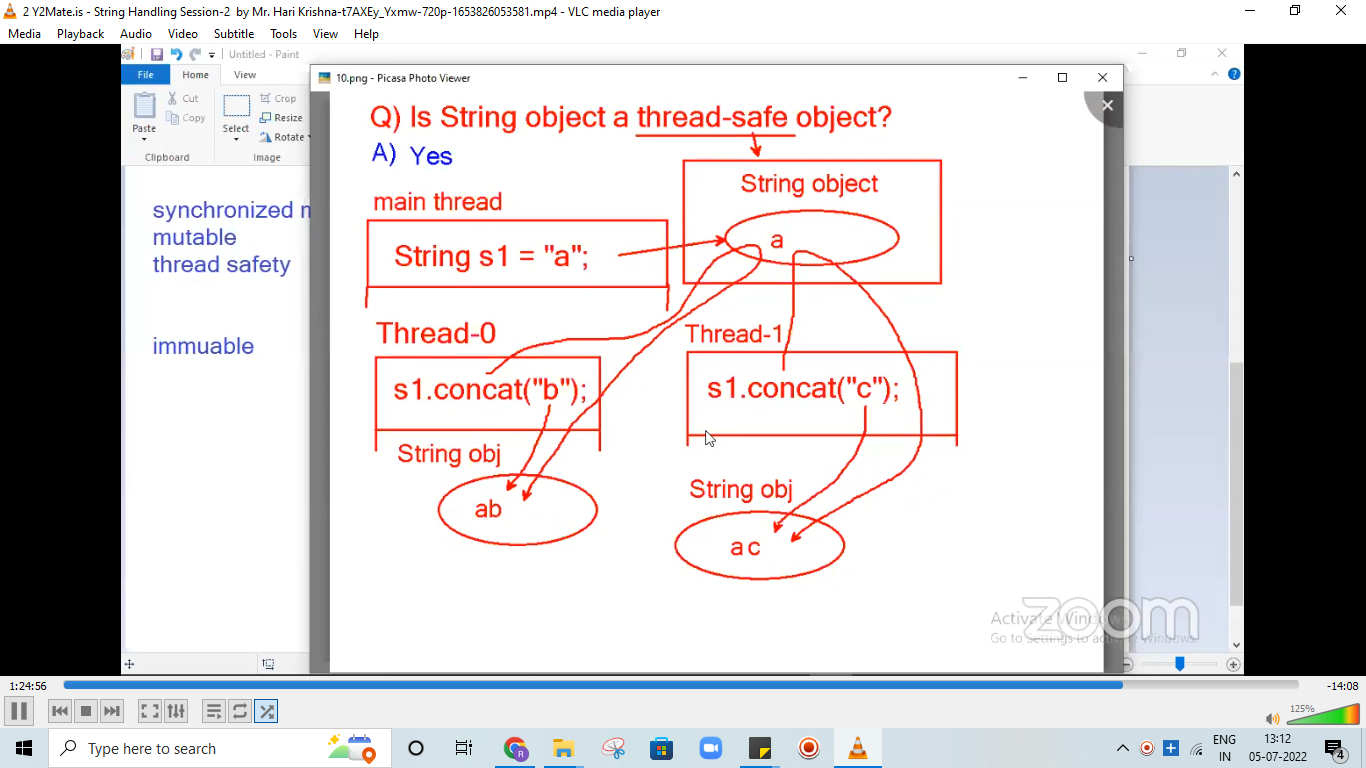 2 Y2Mate.is - String Handling Session-2 by Mr. Hari Krishna-t7AXEy_Yxmw-720p-1653826053581.mp4 - VLC media player
Media Playback Audio Video Subtitle Tools View Help
Untitled - Paint
File Home View
10.png - Picasa Photo Viewer
Paste
Cut
Copy
Clipboard
Select
Crop
Resize
Rotate
Image
synchronized m
mutable
thread safety
immuable
Q) Is String object a thread-safe object?
A) Yes
String object
a
main thread
String s1 = "a";
Thread-0
s1.concat("b");
String obj
ab
Thread-1
s1.concat("c");
String obj
a c
zoom
Activate Windows
Go to Settings to activate Windows.
1:24:56
-14:08
125%
Type here to search
ENG
IN
13:12
05-07-2022
4